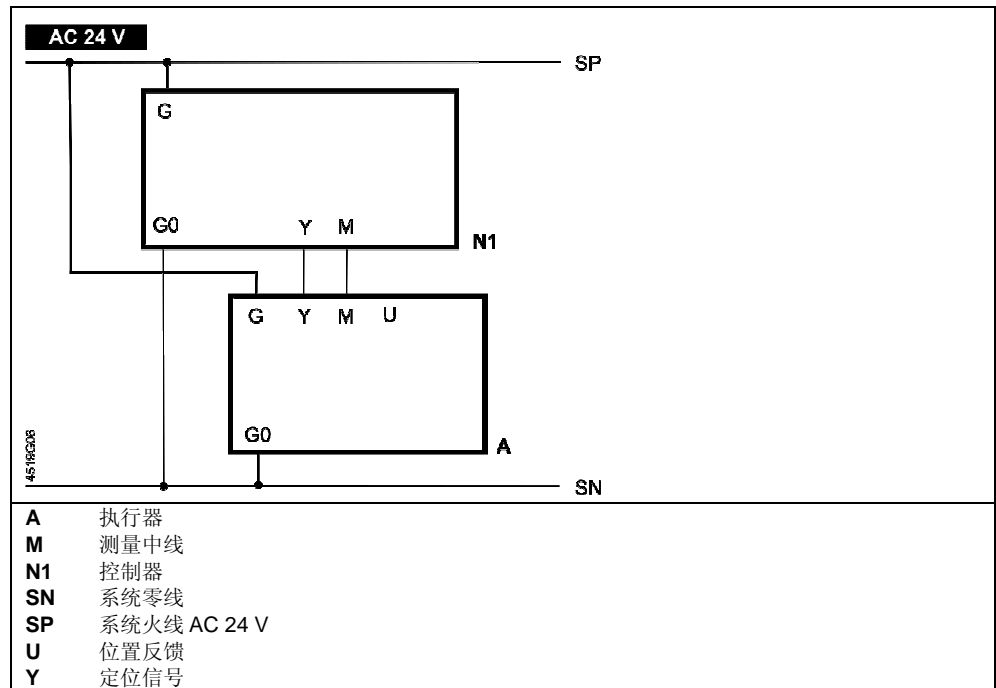 AC 24 V
SP
G
G0 Y M
N1
G Y M U
G0
A
4519G06
SN
A 执行器
M 测量中线
N1 控制器
SN 系统零线
SP 系统火线 AC 24 V
U 位置反馈
Y 定位信号